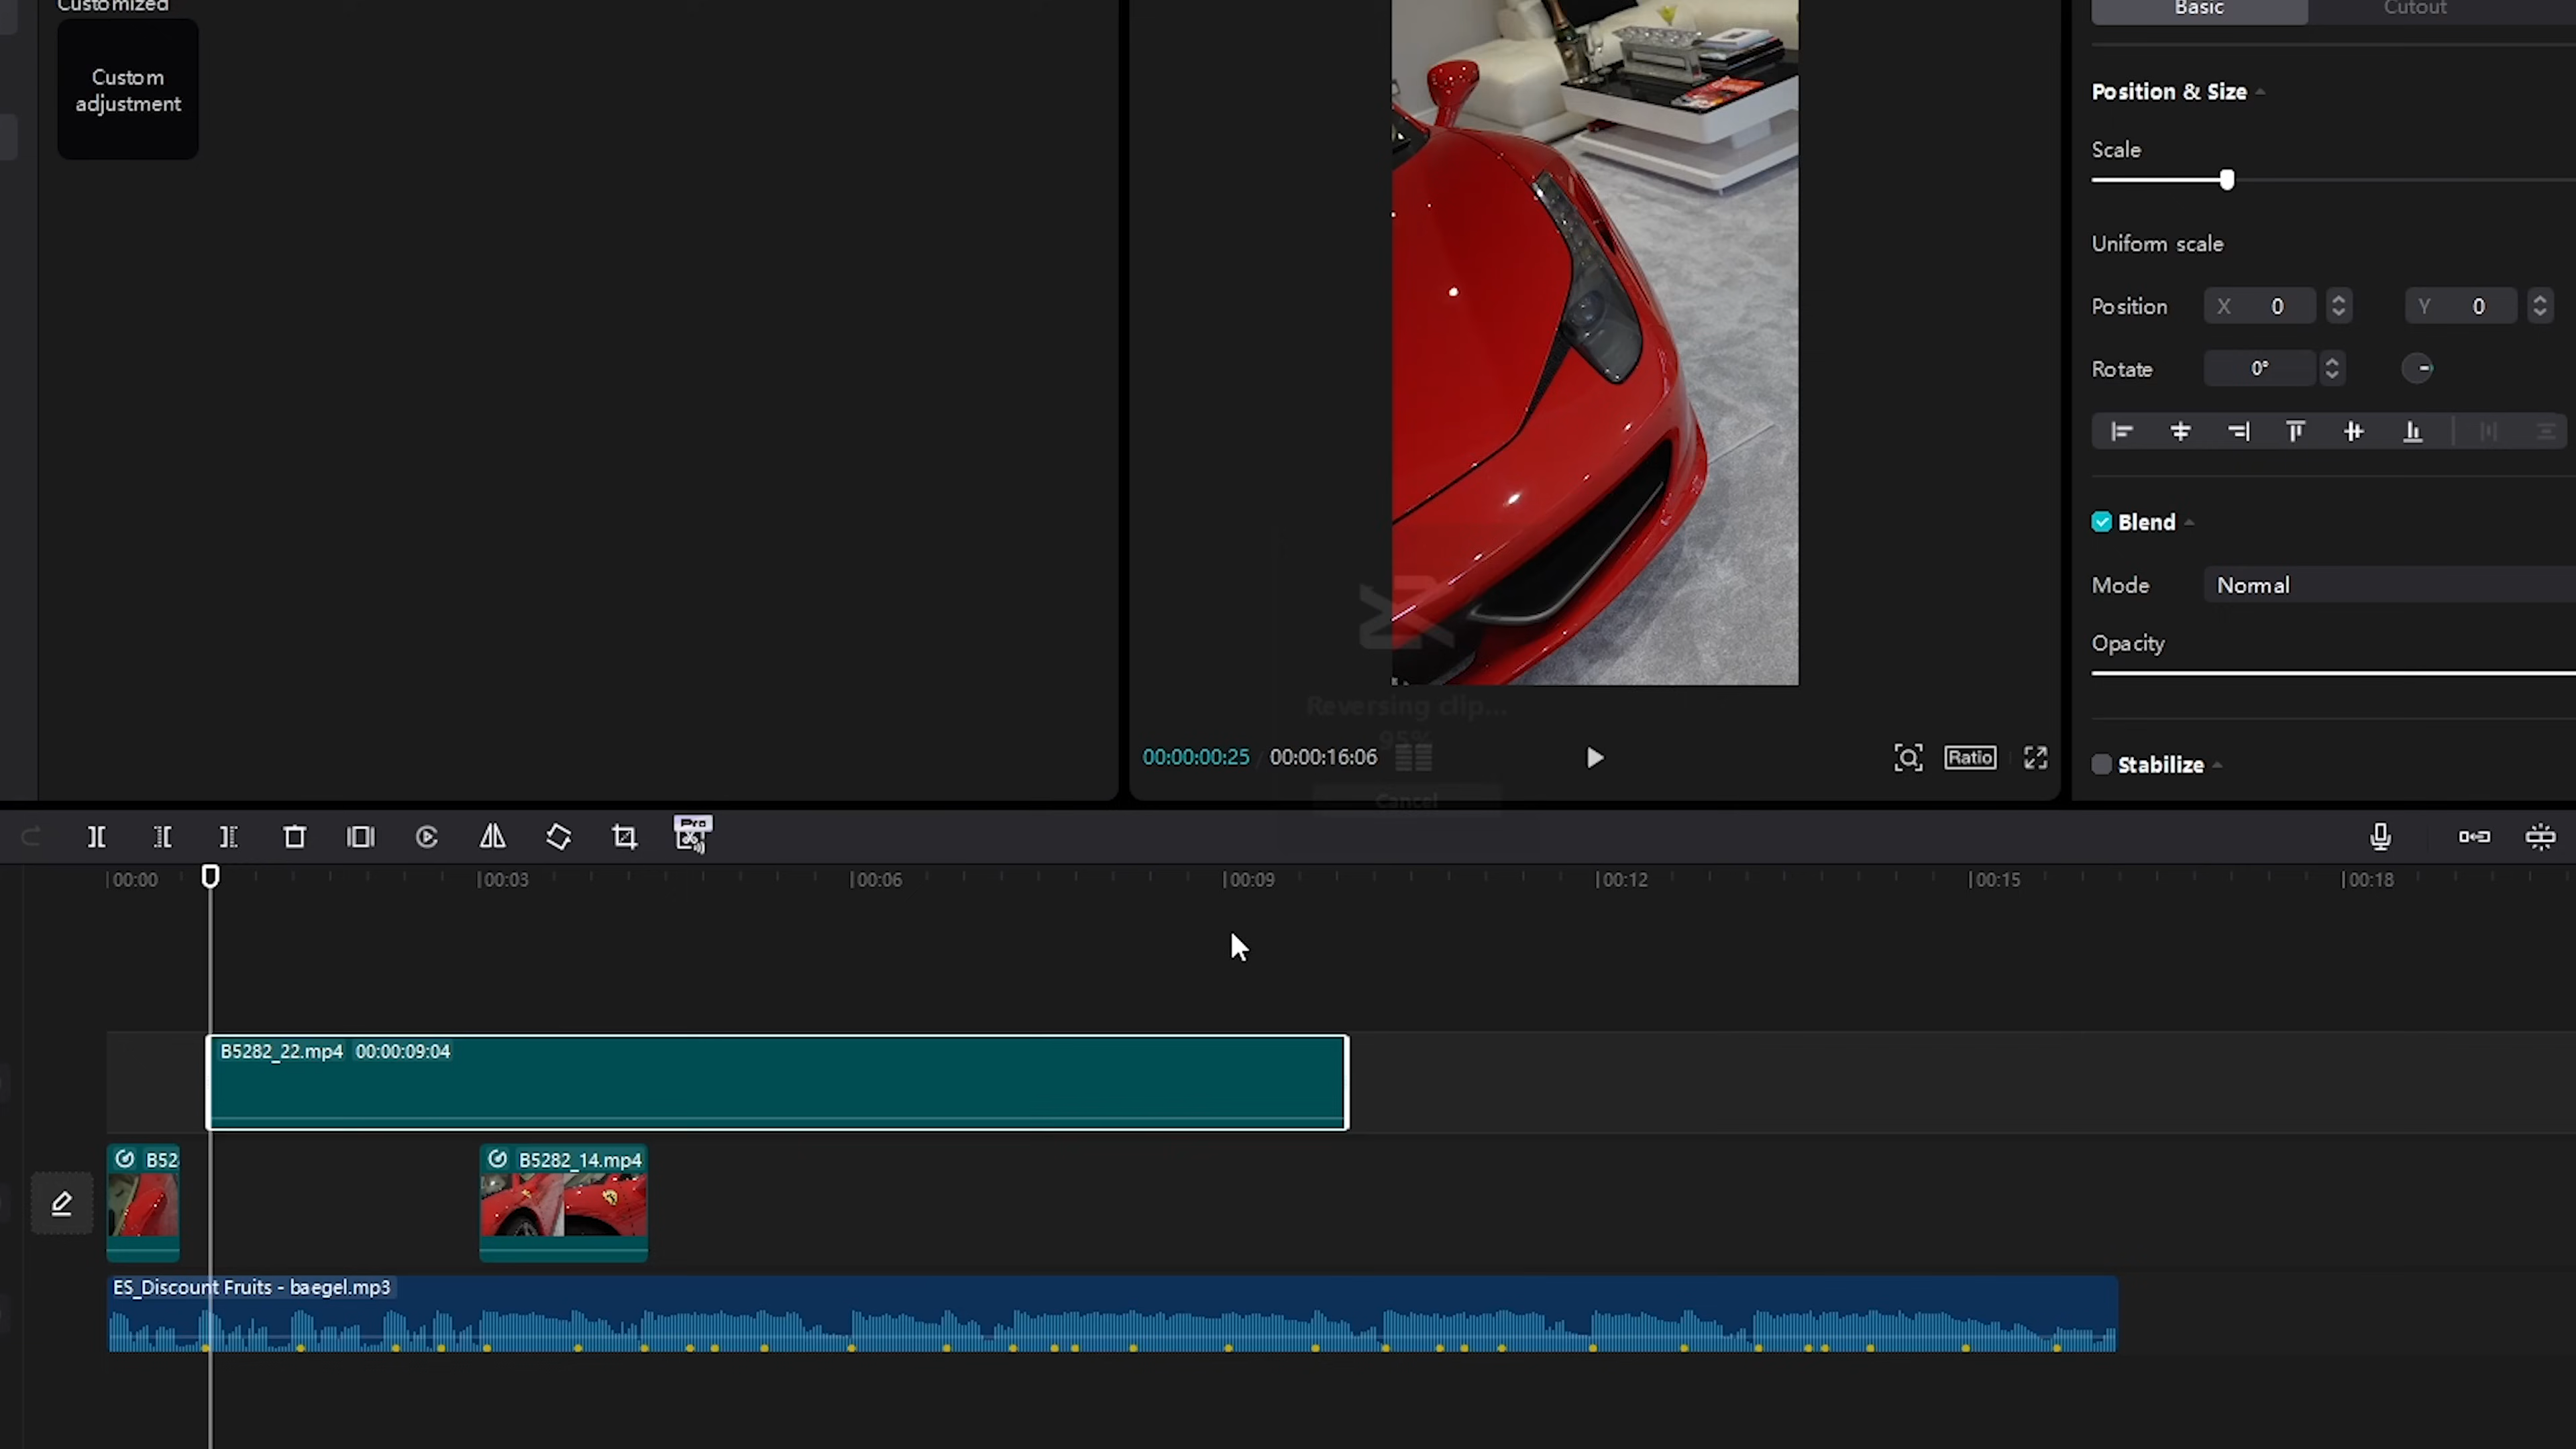 Customized
Custom
adjustment
Basic
Cutout
Position & Size
Scale
Uniform scale
Position X 0 Y 0
Rotate 0°
Blend
Mode Normal
Opacity
Stabilize
Reversing clip...
95%
Cancel
00:00:00:25 / 00:00:16:06
Ratio
Pro
00:00 00:03 00:06 00:09 00:12 00:15 00:18
B5282_22.mp4 00:00:09:04
B52
B5282_14.mp4
ES_Discount Fruits - baegel.mp3